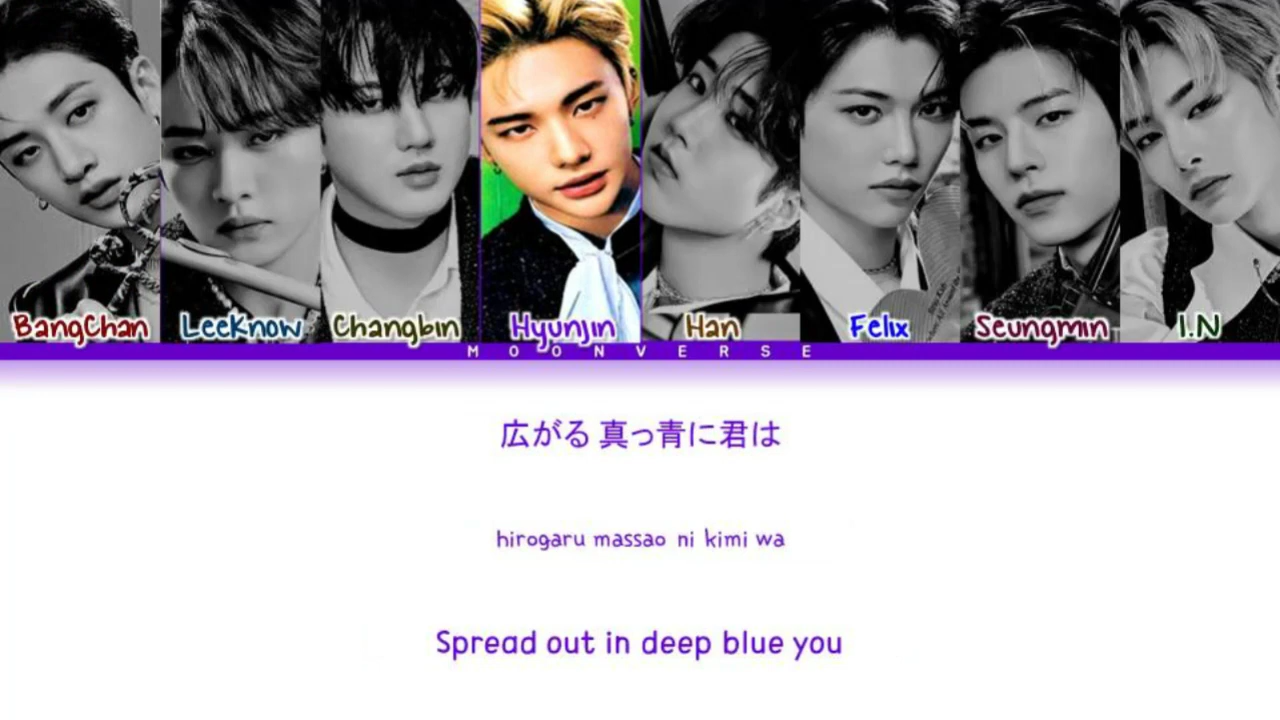 BangChan LeeKnow Changbin Hyunjin Han Felix Seungmin I.N
MOONVERSE
広がる 真っ青に君は
hirogaru massao ni kimi wa
Spread out in deep blue you